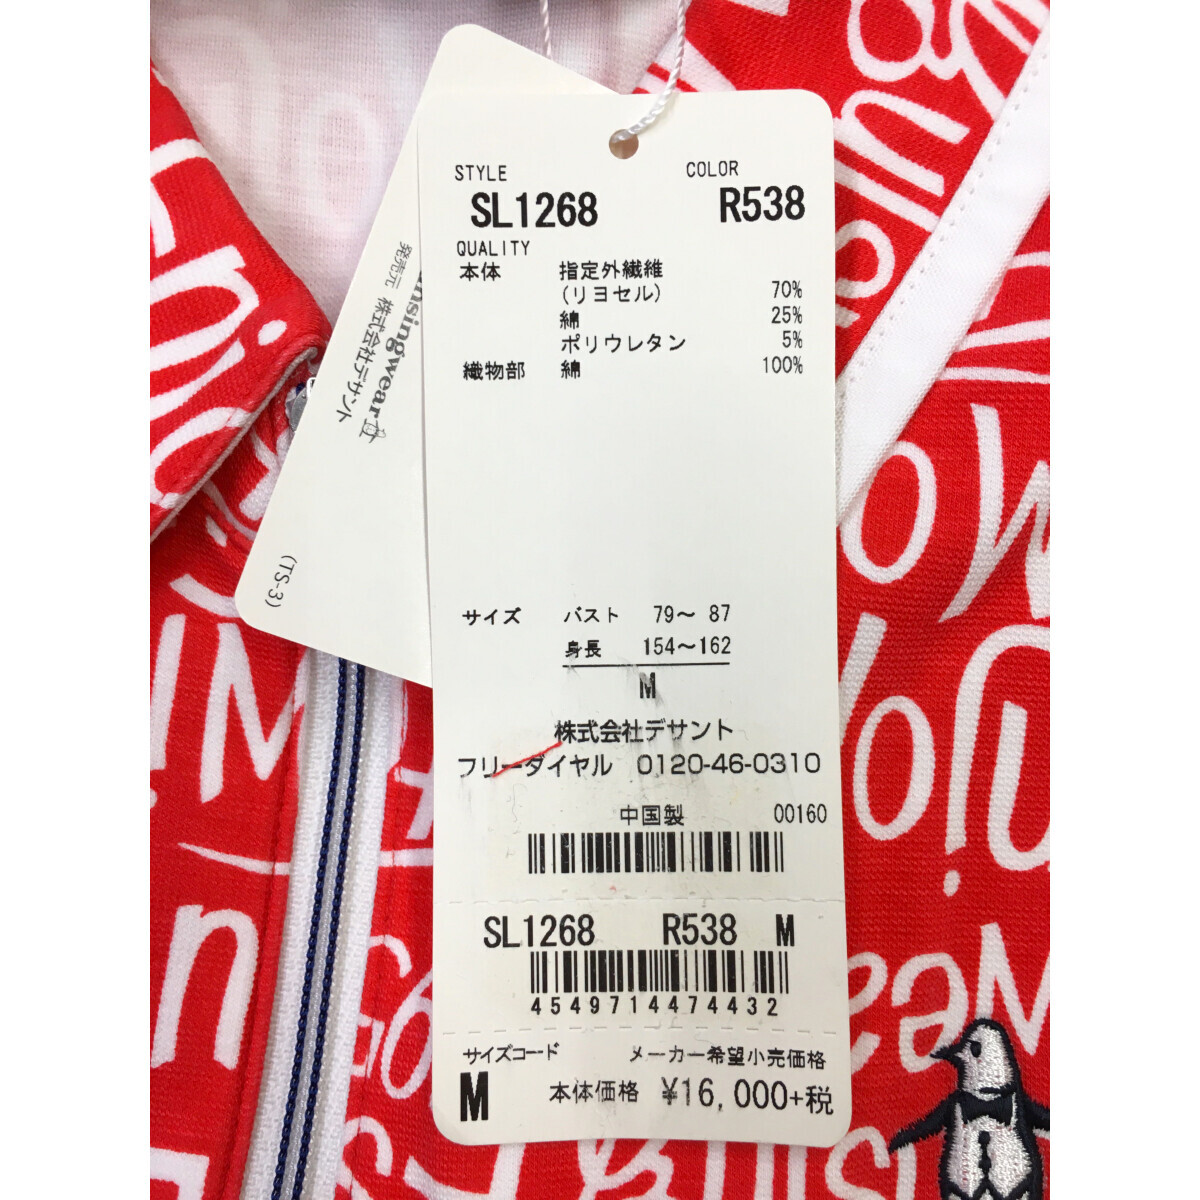 STYLE COLOR
SL1268 R538
QUALITY
本体 指定外繊維
(リヨセル) 70%
綿 25%
ポリウレタン 5%
織物部 綿 100%
サイズ バスト 79～ 87
身長 154～162
M
株式会社デサント
フリーダイヤル 0120-46-0310
中国製 00160
SL1268 R538 M
4549714474432
サイズコード メーカー希望小売価格
M 本体価格 ¥16,000+税
nsingwear
発売元 株式会社デサント
(TS-3)